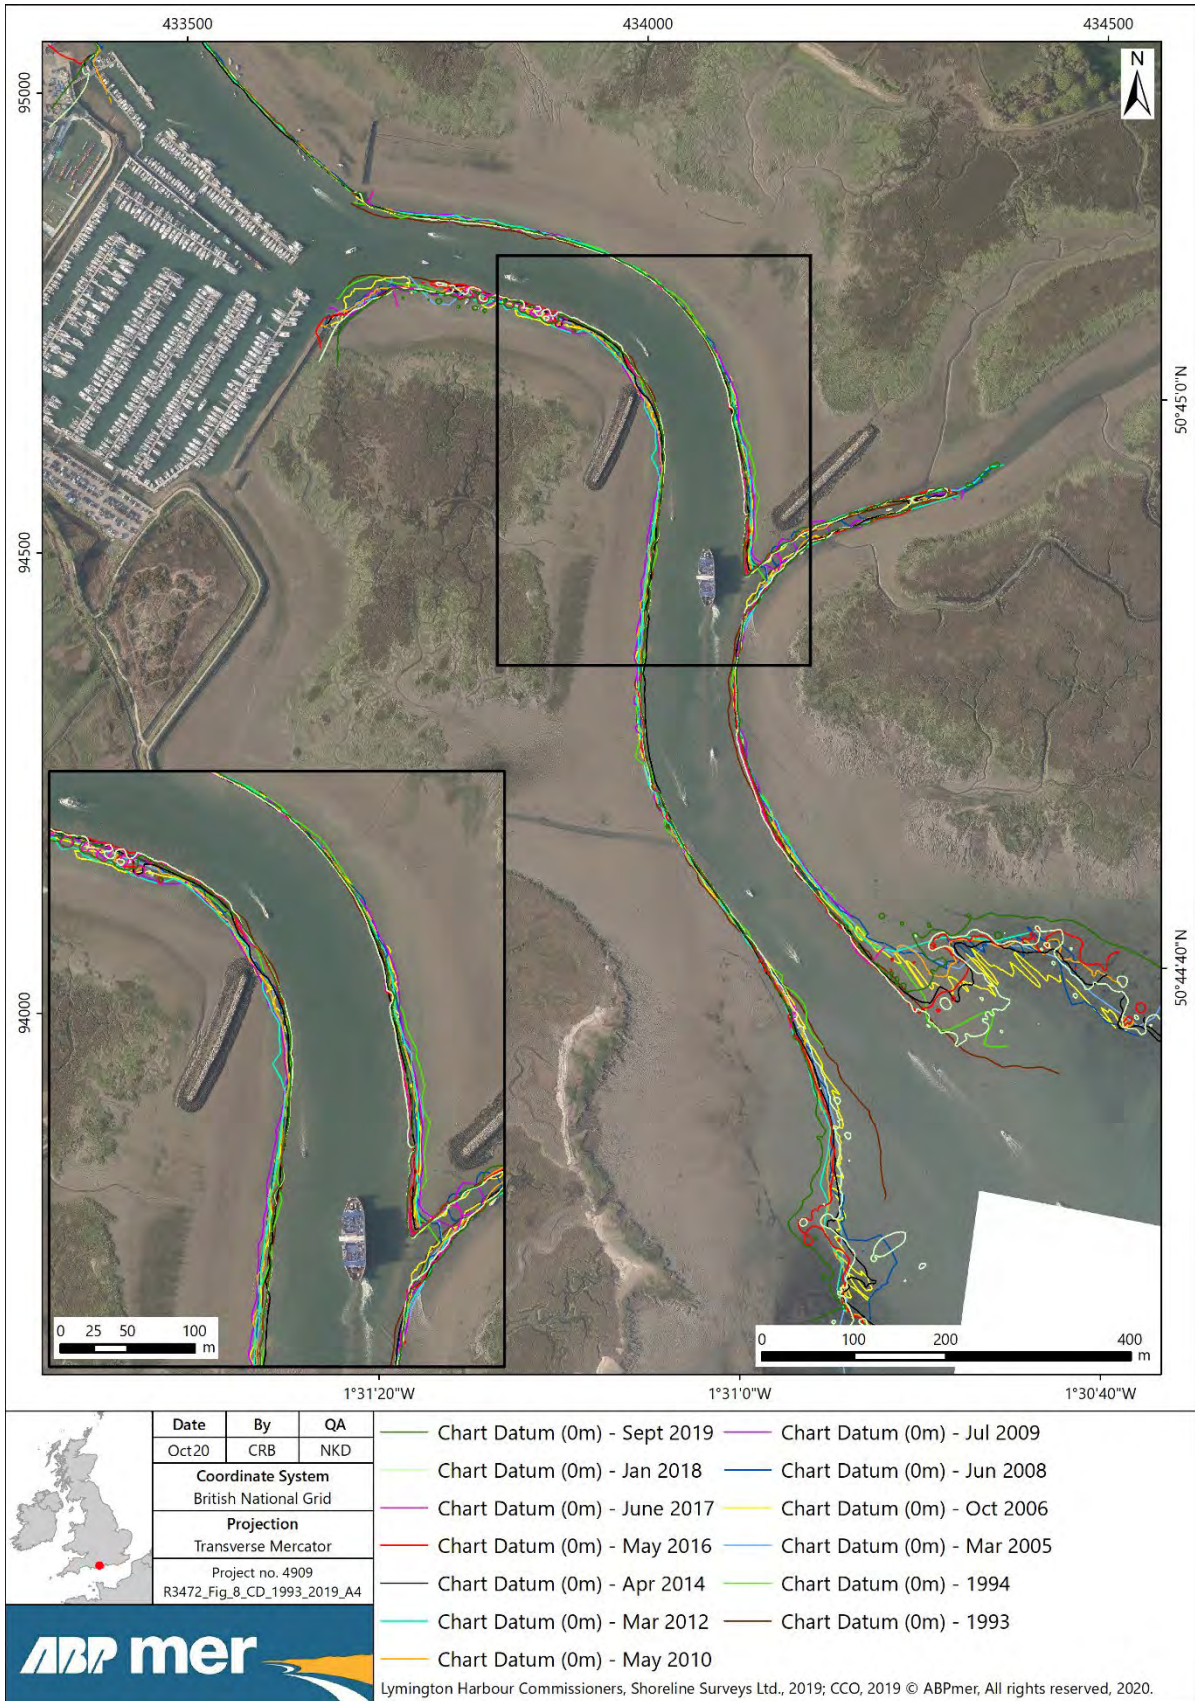 433500 434000 434500
N
95000
50°45'0"N
94500
50°44'40"N
94000
0 25 50 100
m
0 100 200 400
m
1°31'20"W 1°31'0"W 1°30'40"W
Date By QA
Oct20 CRB NKD
Coordinate System
British National Grid
Projection
Transverse Mercator
Project no. 4909
R3472_Fig_8_CD_1993_2019_A4
ABP mer
Chart Datum (0m) - Sept 2019
Chart Datum (0m) - Jan 2018
Chart Datum (0m) - June 2017
Chart Datum (0m) - May 2016
Chart Datum (0m) - Apr 2014
Chart Datum (0m) - Mar 2012
Chart Datum (0m) - May 2010
Chart Datum (0m) - Jul 2009
Chart Datum (0m) - Jun 2008
Chart Datum (0m) - Oct 2006
Chart Datum (0m) - Mar 2005
Chart Datum (0m) - 1994
Chart Datum (0m) - 1993
Lymington Harbour Commissioners, Shoreline Surveys Ltd., 2019; CCO, 2019 © ABPmer, All rights reserved, 2020.